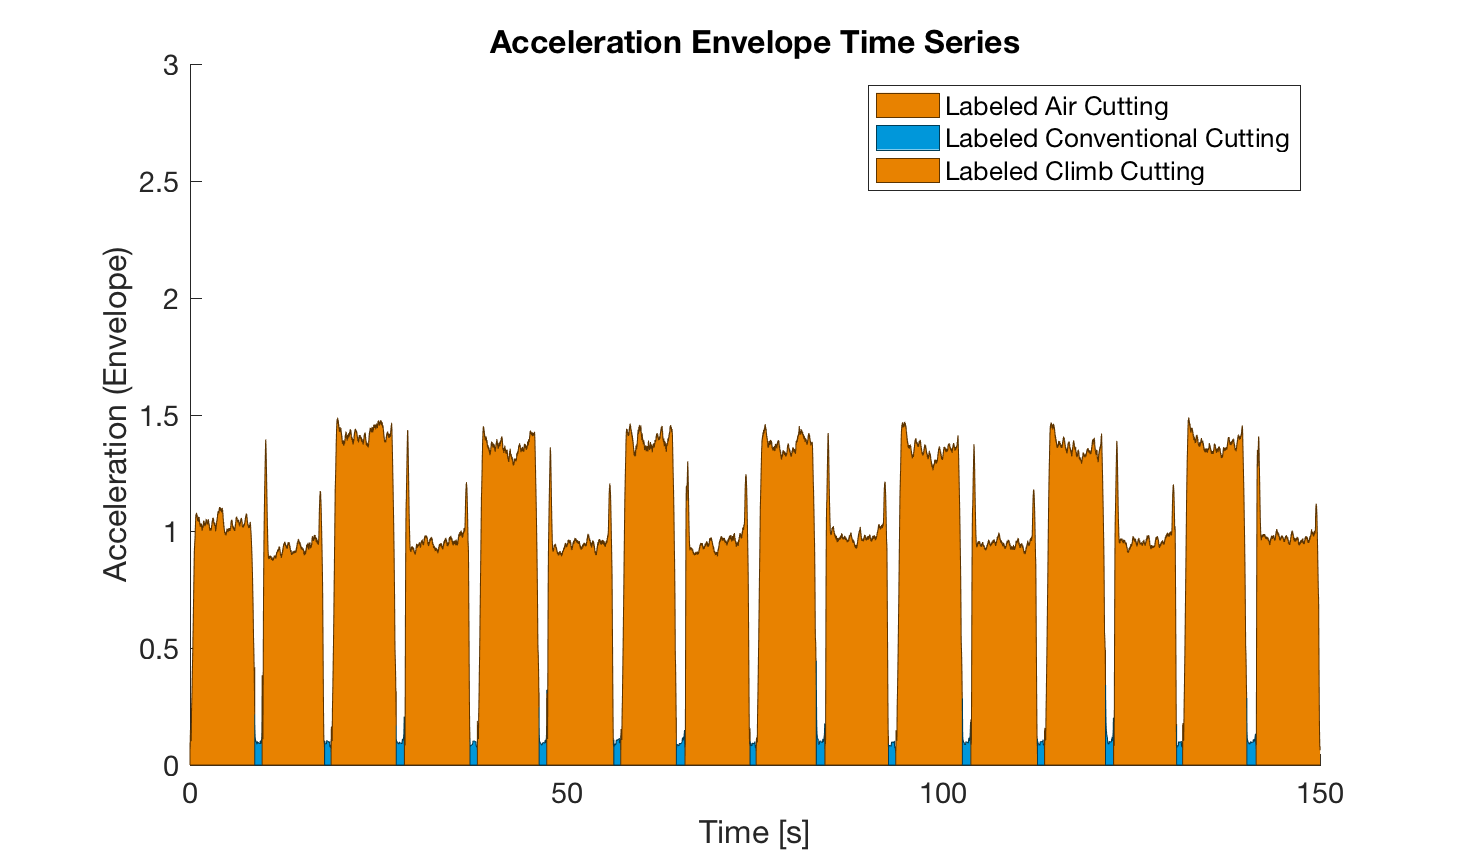 Acceleration Envelope Time Series
3
2.5
2
1.5
1
0.5
0
Acceleration (Envelope)
Labeled Air Cutting
Labeled Conventional Cutting
Labeled Climb Cutting
0 50 100 150
Time [s]